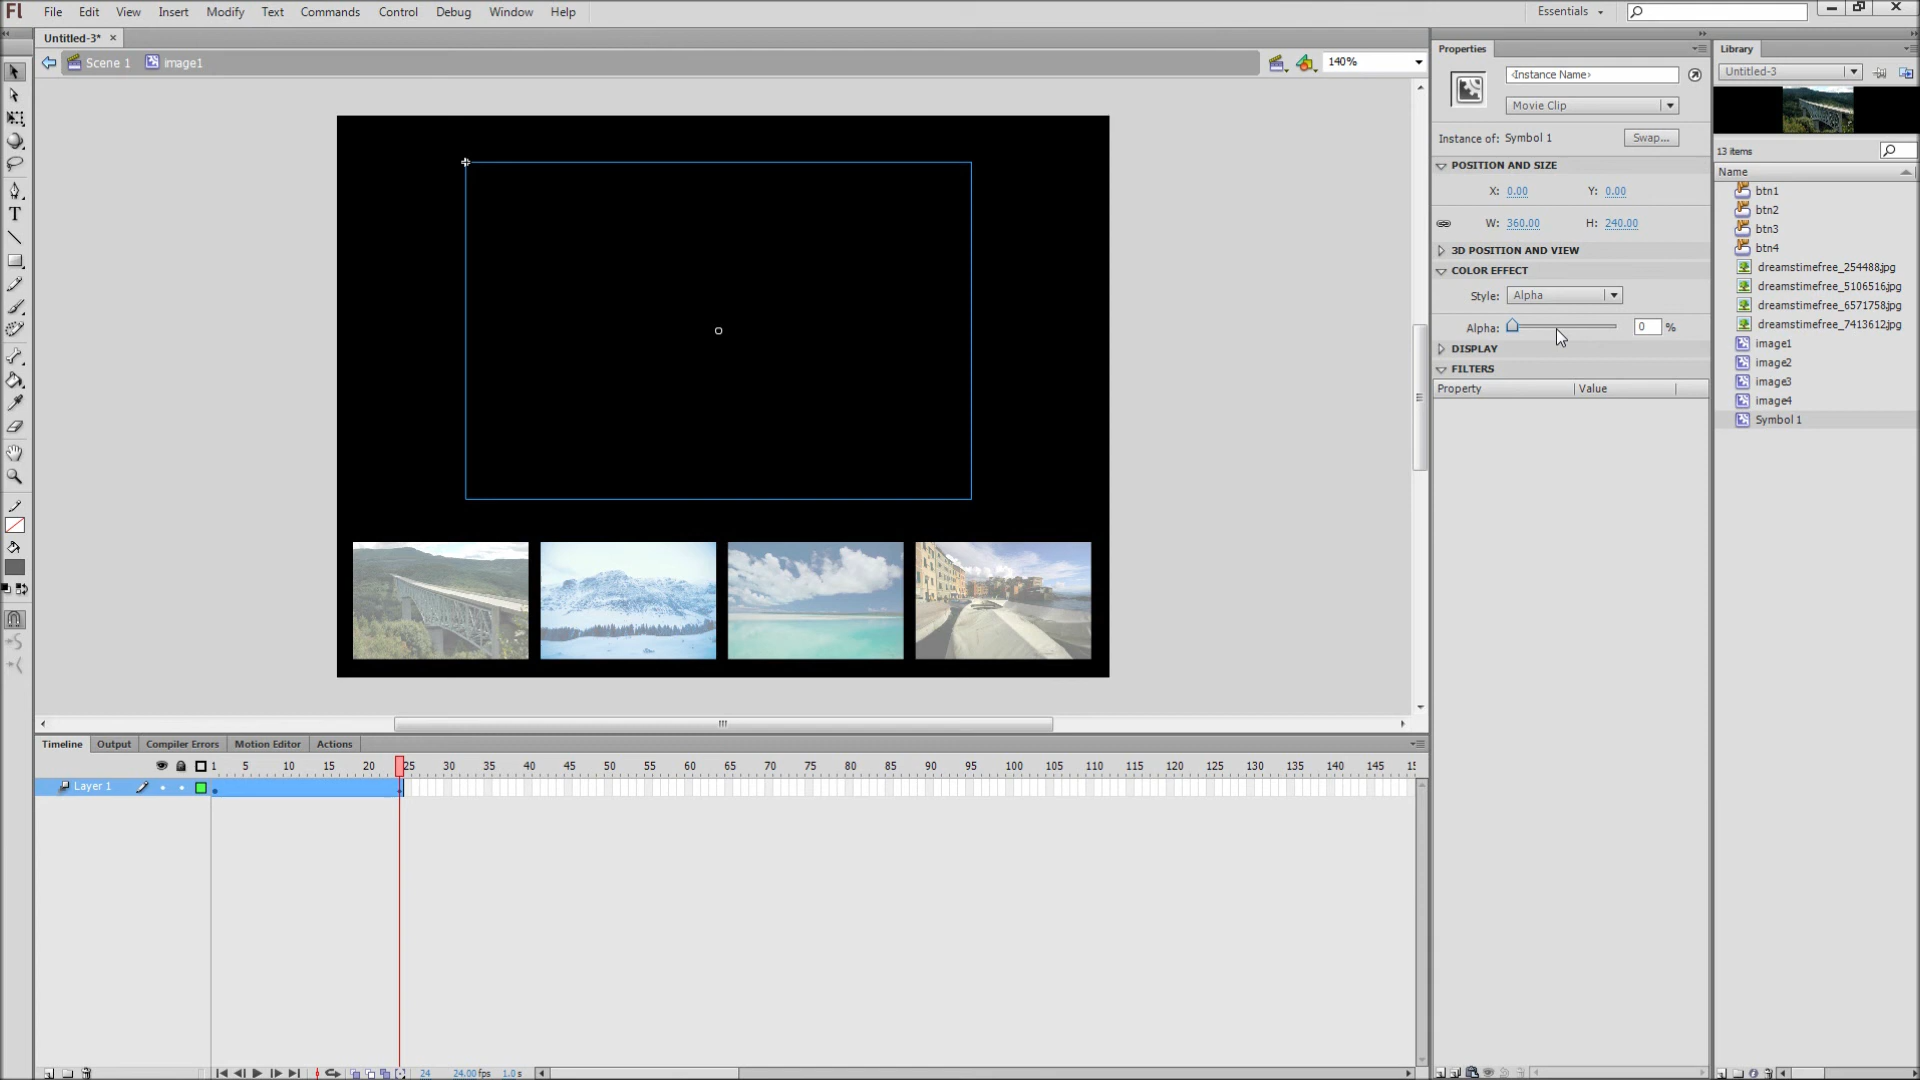 Fl File Edit View Insert Modify Text Commands Control Debug Window Help Essentials
Untitled-3* ×
Scene 1 image1 140%
Properties
<Instance Name>
Movie Clip
Instance of: Symbol 1 Swap...
POSITION AND SIZE
X: 0.00 Y: 0.00
W: 360.00 H: 240.00
3D POSITION AND VIEW
COLOR EFFECT
Style: Alpha
Alpha: 0 %
DISPLAY
FILTERS
Property Value
Library
Untitled-3
13 items
Name
btn1
btn2
btn3
btn4
dreamstimefree_254488.jpg
dreamstimefree_5106516.jpg
dreamstimefree_6571758.jpg
dreamstimefree_7413612.jpg
image1
image2
image3
image4
Symbol 1
Timeline Output Compiler Errors Motion Editor Actions
1 5 10 15 20 25 30 35 40 45 50 55 60 65 70 75 80 85 90 95 100 105 110 115 120 125 130 135 140 145 15
Layer 1
24 24.00 fps 1.0 s